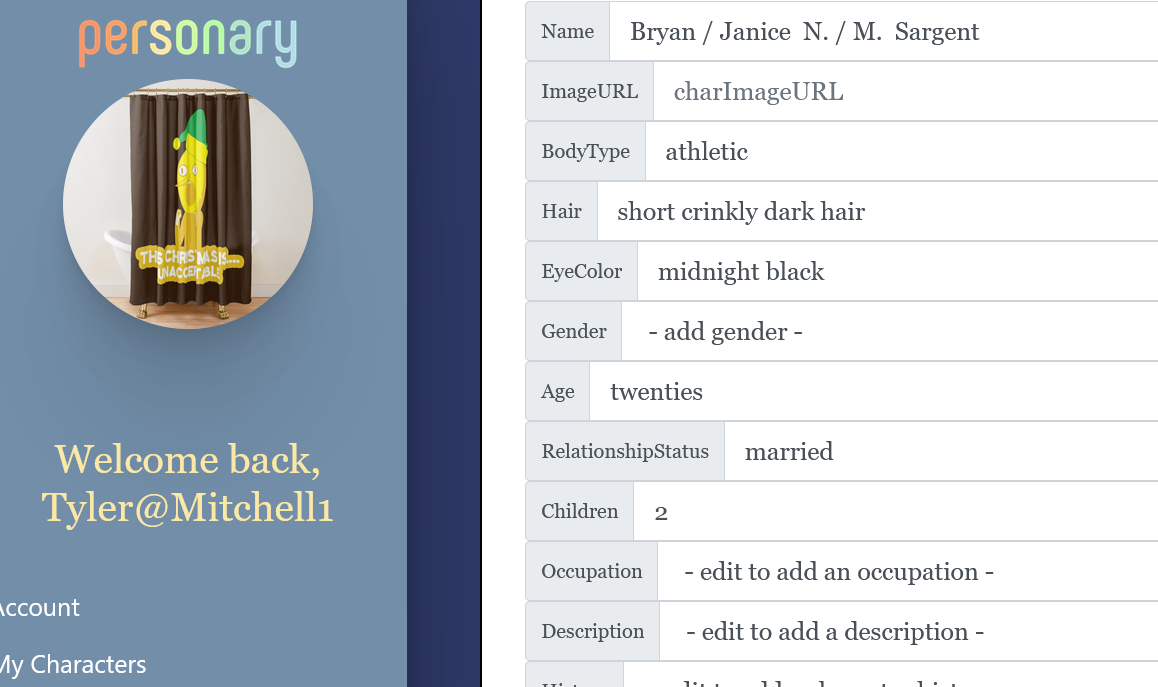 personary
THIS CHRISTMAS IS....
UNACCEPTABLE
Welcome back,
Tyler@Mitchell1
Account
My Characters
Name Bryan / Janice N. / M. Sargent
ImageURL charImageURL
BodyType athletic
Hair short crinkly dark hair
EyeColor midnight black
Gender - add gender -
Age twenties
RelationshipStatus married
Children 2
Occupation - edit to add an occupation -
Description - edit to add a description -